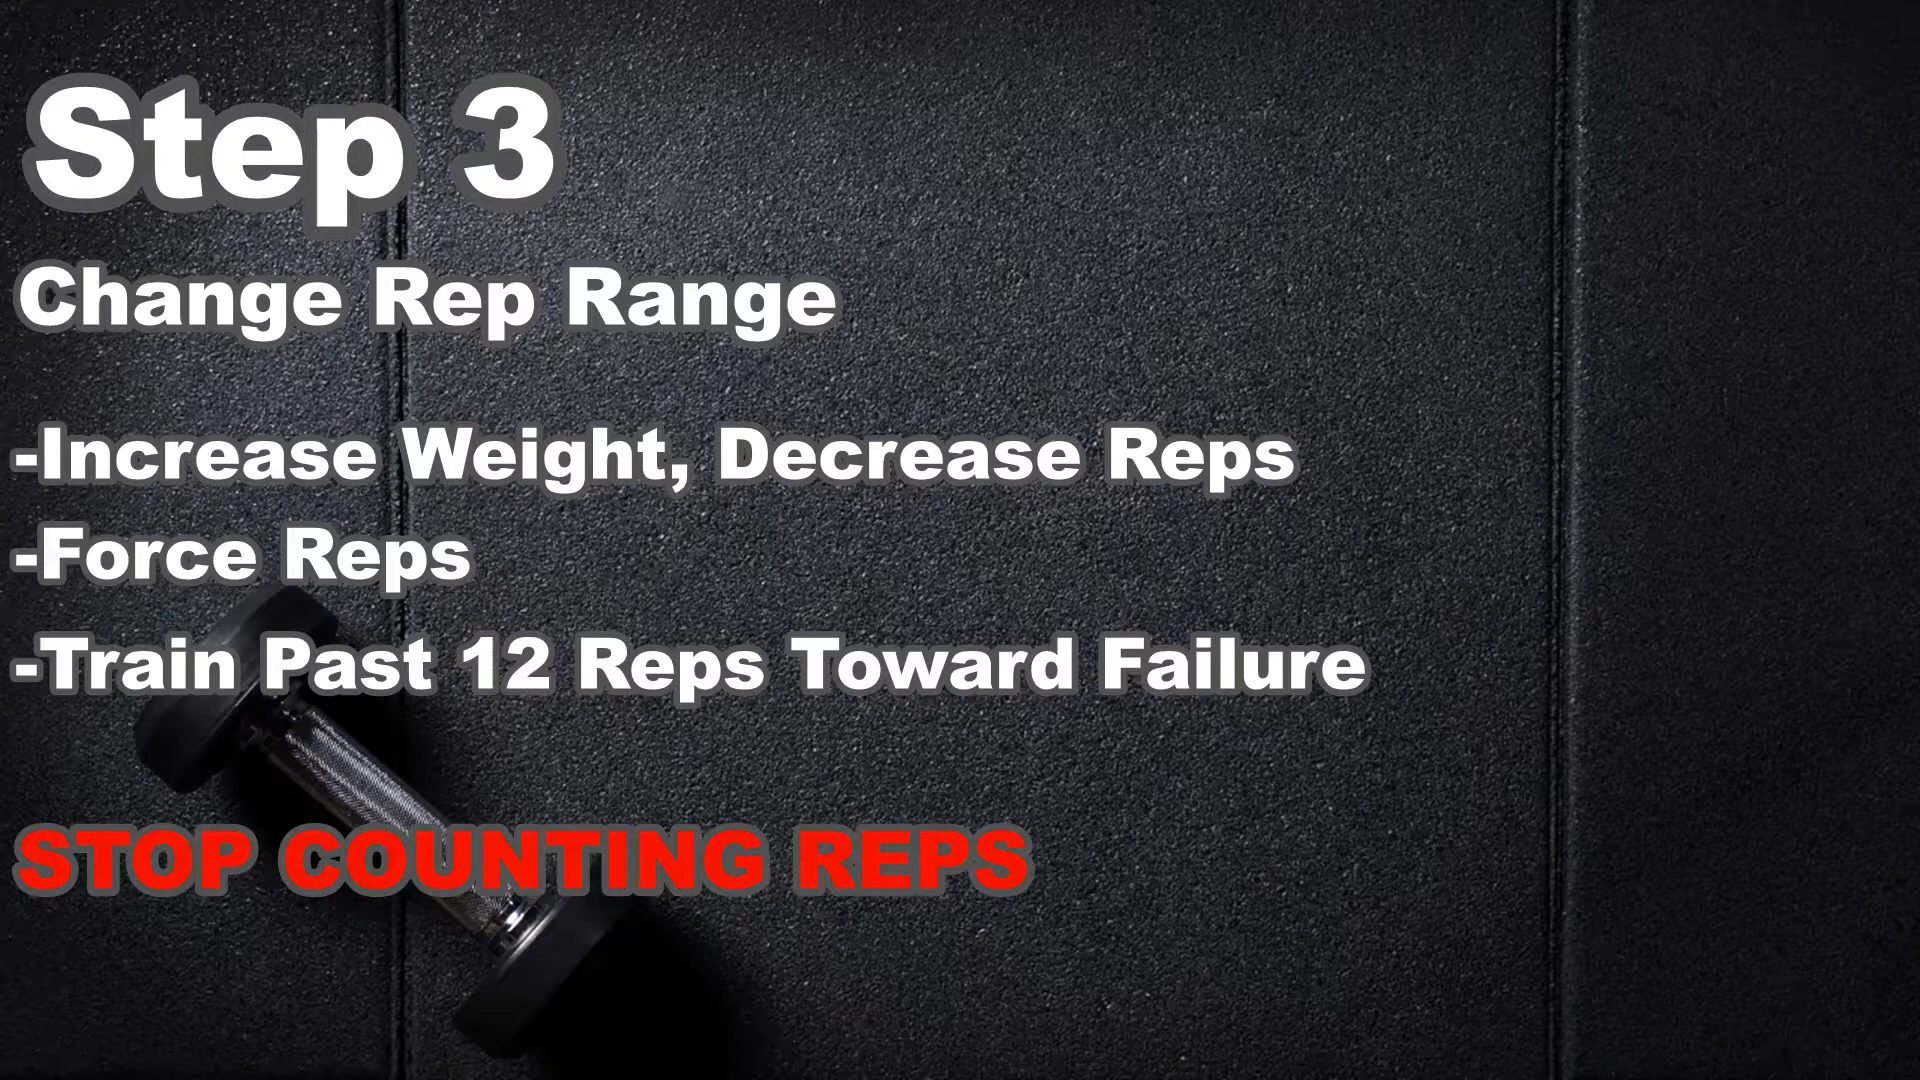 Step 3
Change Rep Range
-Increase Weight, Decrease Reps
-Force Reps
-Train Past 12 Reps Toward Failure
STOP COUNTING REPS